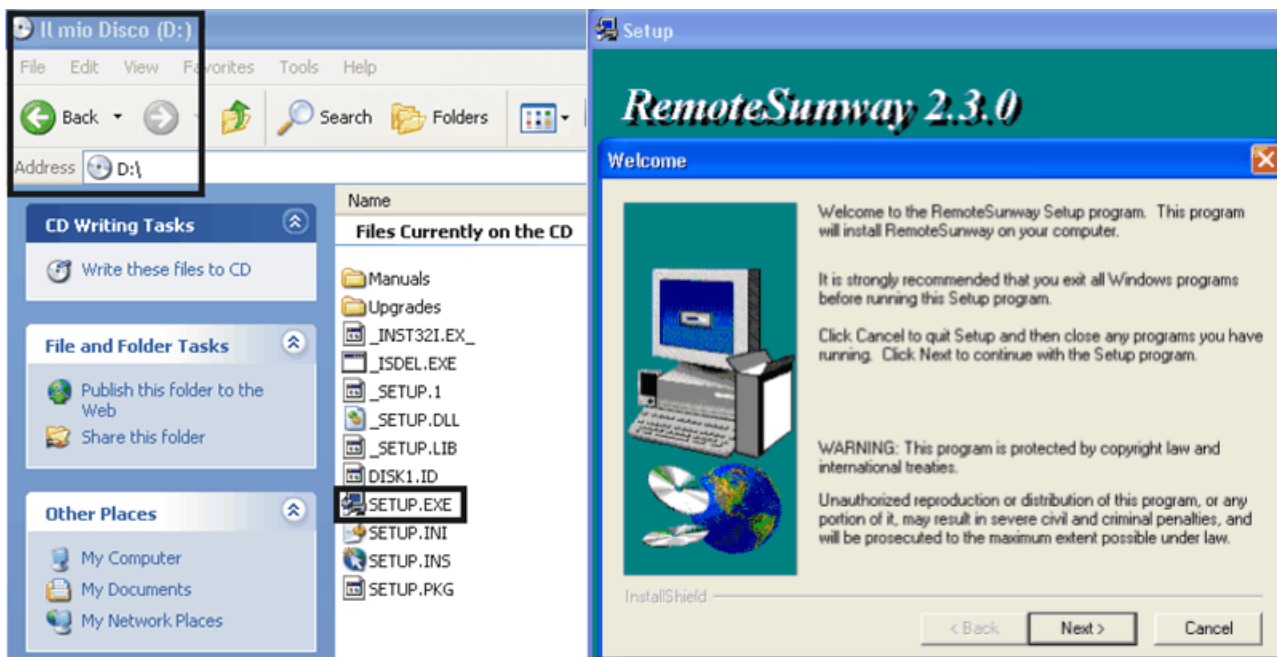 Il mio Disco (D:)
File Edit View Favorites Tools Help
Back Search Folders
Address D:\
CD Writing Tasks
Write these files to CD
File and Folder Tasks
Publish this folder to the
Web
Share this folder
Other Places
My Computer
My Documents
My Network Places
Name
Files Currently on the CD
Manuals
Upgrades
_INST32I.EX_
_ISDEL.EXE
_SETUP.1
_SETUP.DLL
_SETUP.LIB
DISK1.ID
SETUP.EXE
SETUP.INI
SETUP.INS
SETUP.PKG
Setup
RemoteSunway 2.3.0
Welcome
Welcome to the RemoteSunway Setup program. This program
will install RemoteSunway on your computer.
It is strongly recommended that you exit all Windows programs
before running this Setup program.
Click Cancel to quit Setup and then close any programs you have
running. Click Next to continue with the Setup program.
WARNING: This program is protected by copyright law and
international treaties.
Unauthorized reproduction or distribution of this program, or any
portion of it, may result in severe civil and criminal penalties, and
will be prosecuted to the maximum extent possible under law.
InstallShield
< Back Next > Cancel